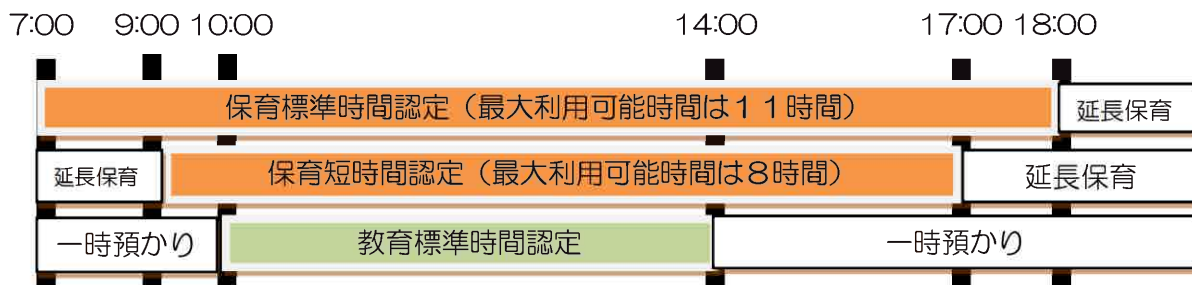 7:00 9:00 10:00 14:00 17:00 18:00
保育標準時間認定（最大利用可能時間は１１時間） 延長保育
延長保育 保育短時間認定（最大利用可能時間は８時間） 延長保育
一時預かり 教育標準時間認定 一時預かり